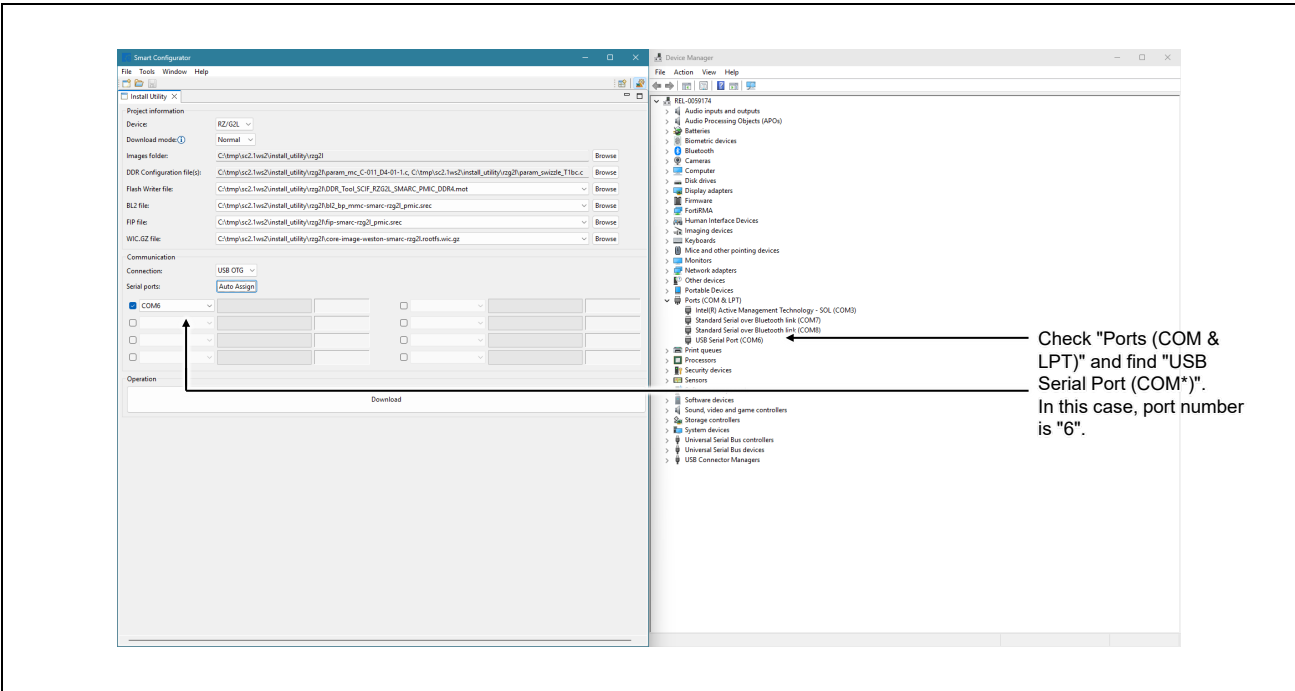 Smart Configurator
File Tools Window Help
Install Utility
Project information
Device: RZ/G2L
Download mode: Normal
Images folder: C:\tmp\sc2.1ws2\install_utility\rzg2l Browse
DDR Configuration file(s): C:\tmp\sc2.1ws2\install_utility\rzg2l\param_mc_C-011_D4-01-1.c, C:\tmp\sc2.1ws2\install_utility\rzg2l\param_swizzle_T1bc.c Browse
Flash Writer file: C:\tmp\sc2.1ws2\install_utility\rzg2l\DDR_Tool_SCIF_RZG2L_SMARC_PMIC_DDR4.mot Browse
BL2 file: C:\tmp\sc2.1ws2\install_utility\rzg2l\bl2_bp_mmc-smarc-rzg2l_pmic.srec Browse
FIP file: C:\tmp\sc2.1ws2\install_utility\rzg2l\fip-smarc-rzg2l_pmic.srec Browse
WIC.GZ file: C:\tmp\sc2.1ws2\install_utility\rzg2l\core-image-weston-smarc-rzg2l.rootfs.wic.gz Browse
Communication
Connection: USB OTG
Serial ports: Auto Assign
COM6
Operation
Download
Device Manager
File Action View Help
REL-0059174
Audio inputs and outputs
Audio Processing Objects (APOs)
Batteries
Biometric devices
Bluetooth
Cameras
Computer
Disk drives
Display adapters
Firmware
FortiRMA
Human Interface Devices
Imaging devices
Keyboards
Mice and other pointing devices
Monitors
Network adapters
Other devices
Portable Devices
Ports (COM & LPT)
Intel(R) Active Management Technology - SOL (COM3)
Standard Serial over Bluetooth link (COM7)
Standard Serial over Bluetooth link (COM8)
USB Serial Port (COM6)
Print queues
Processors
Security devices
Sensors
Software devices
Sound, video and game controllers
Storage controllers
System devices
Universal Serial Bus controllers
Universal Serial Bus devices
USB Connector Managers
Check "Ports (COM &
LPT)" and find "USB
Serial Port (COM*)".
In this case, port number
is "6".